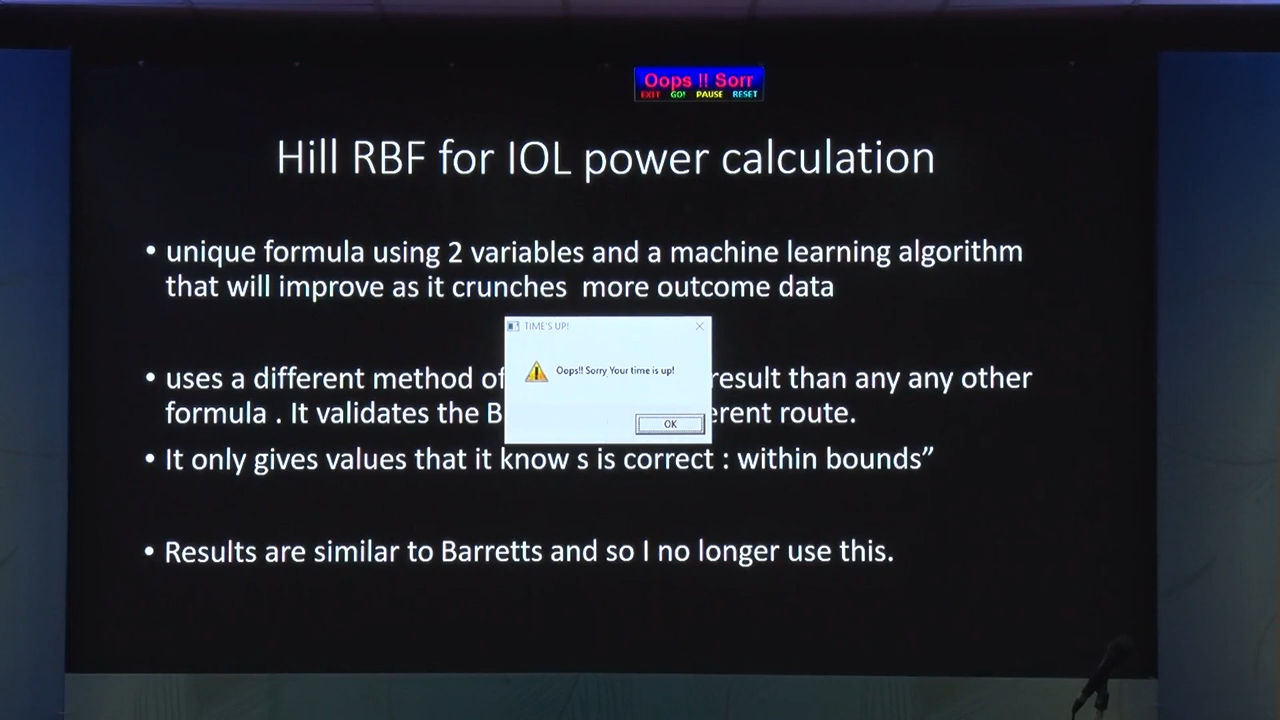 Oops !! Sorr
EXIT GO! PAUSE RESET
Hill RBF for IOL power calculation
• unique formula using 2 variables and a machine learning algorithm
that will improve as it crunches more outcome data
TIME'S UP!
Oops!! Sorry Your time is up!
OK
• uses a different method of result than any any other
formula . It validates the B erent route.
• It only gives values that it know s is correct : within bounds”
• Results are similar to Barretts and so I no longer use this.